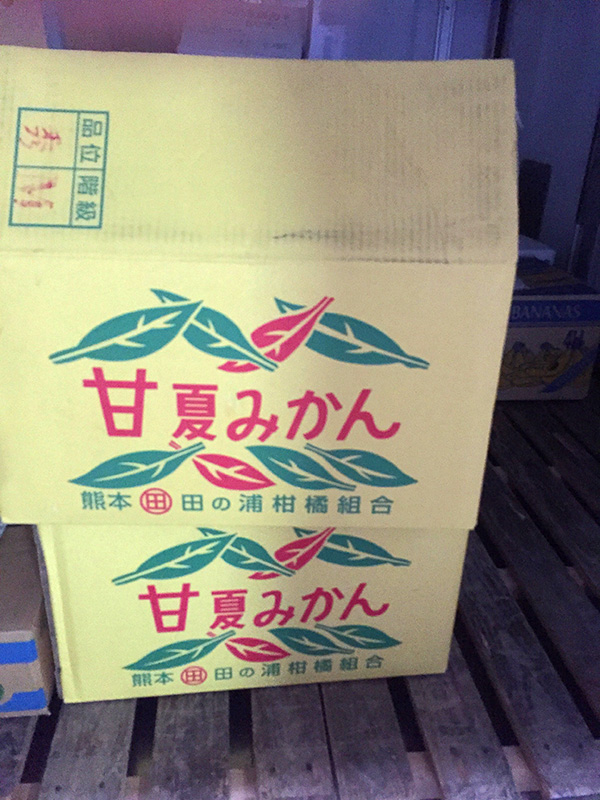 品位 階級
秀
甘夏みかん
熊本 田 田の浦柑橘組合
甘夏みかん
熊本 田 田の浦柑橘組合
BANANAS